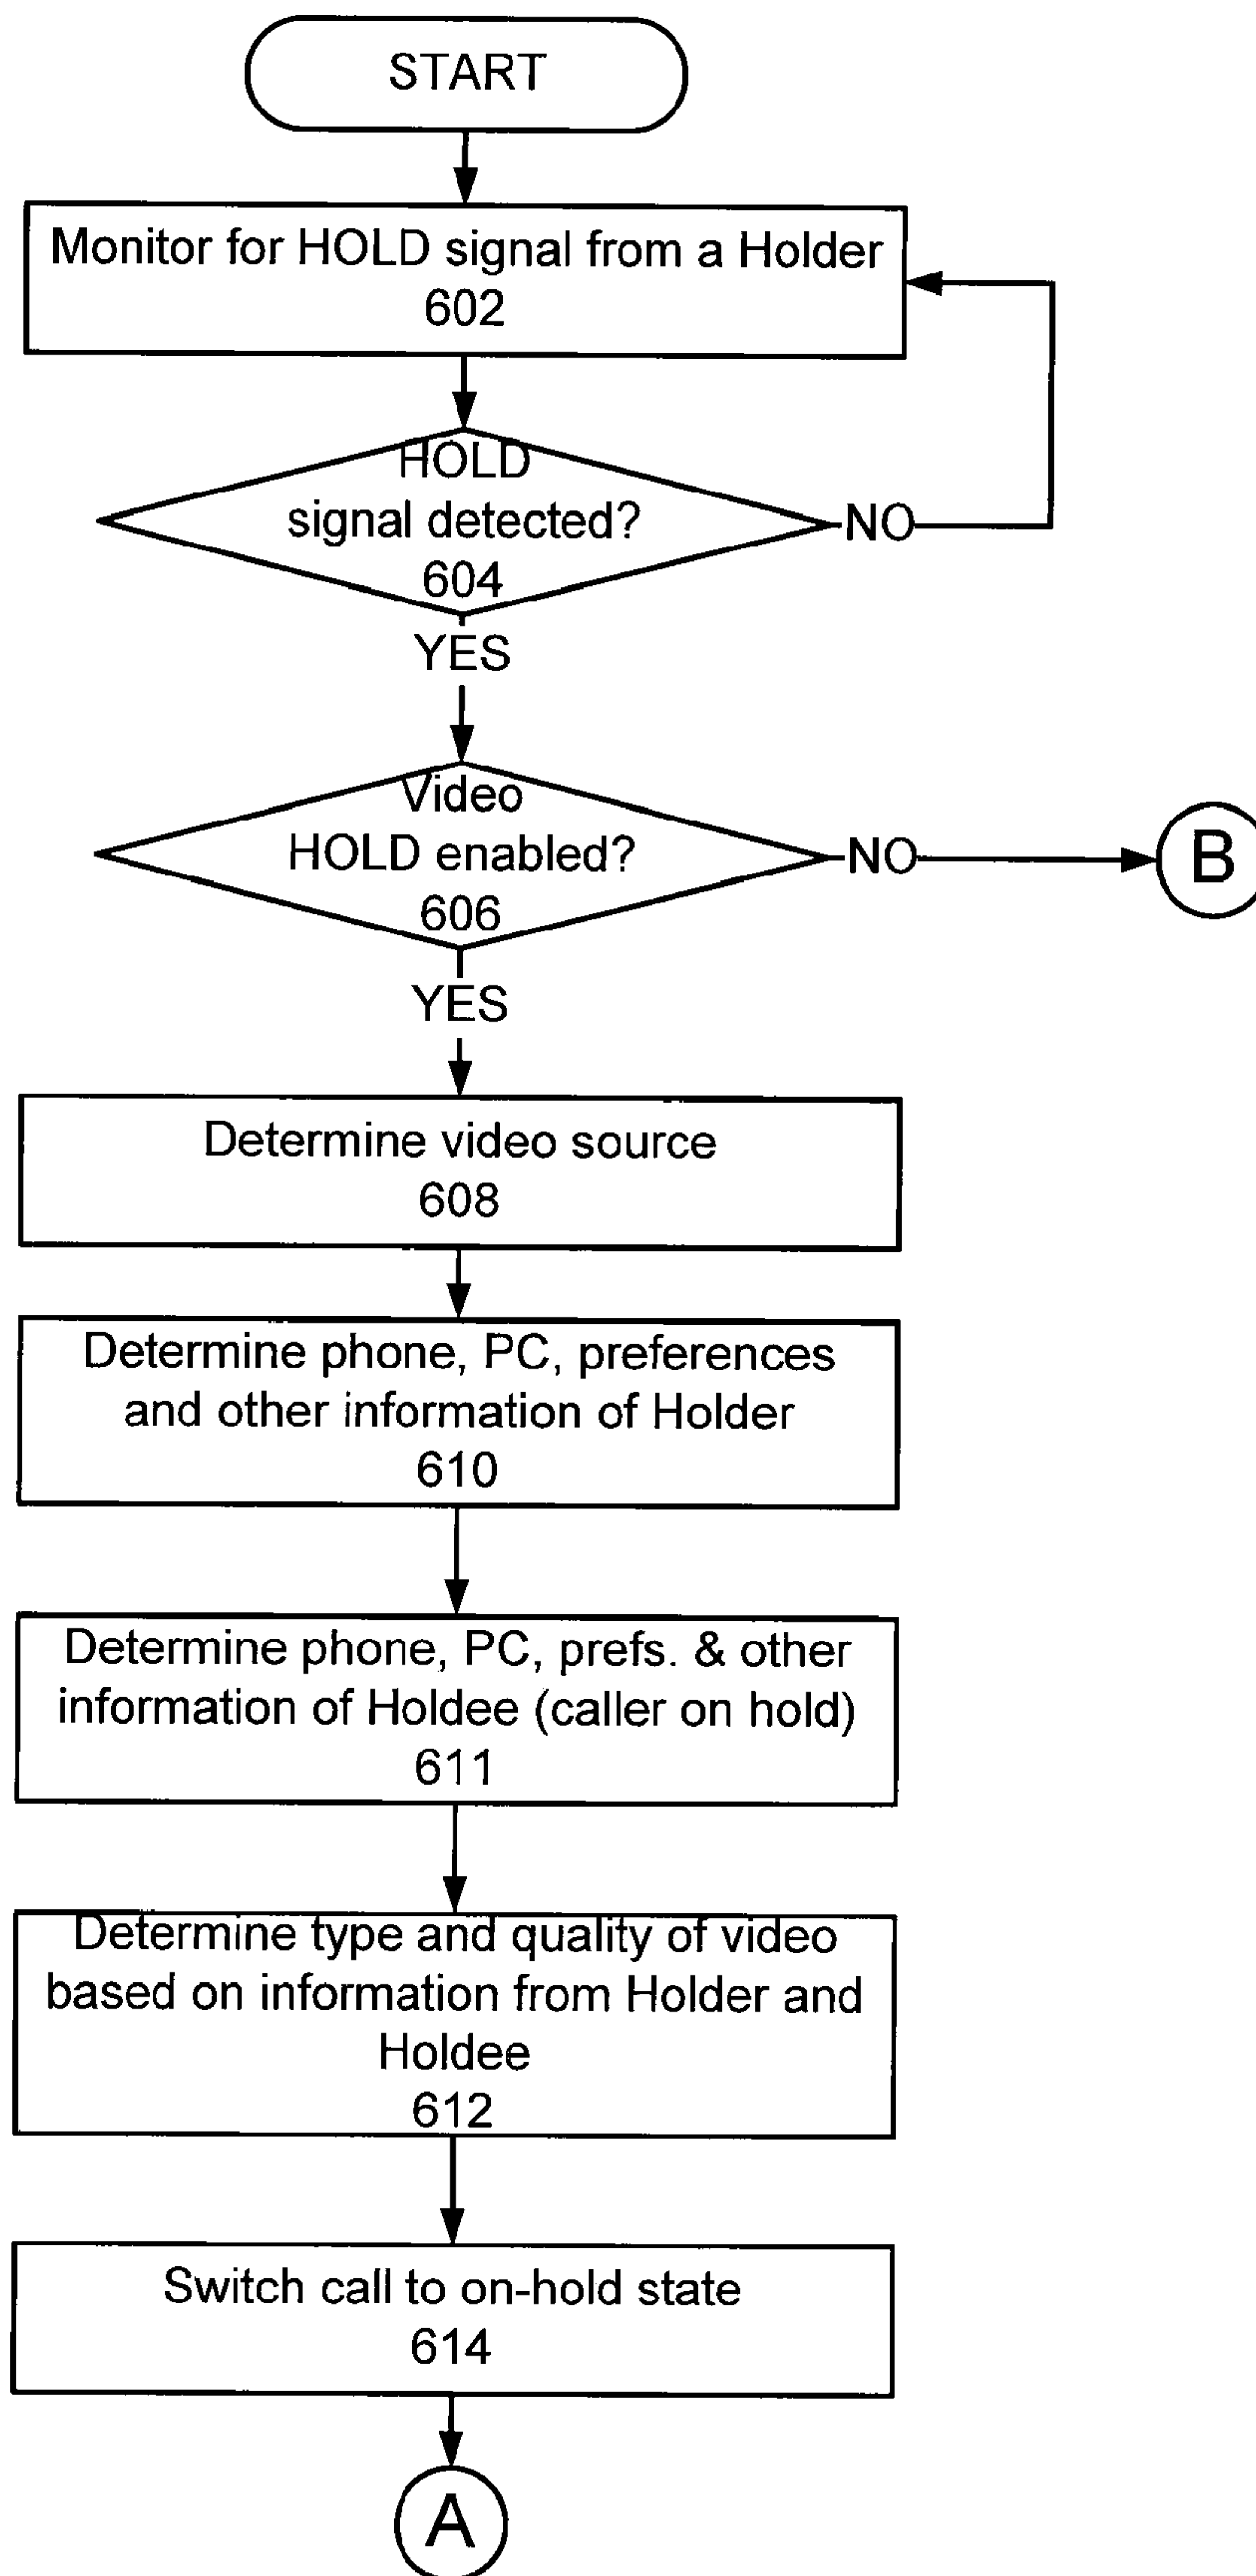 START
Monitor for HOLD signal from a Holder
602
HOLD
signal detected?
604
NO
YES
Video
HOLD enabled?
606
NO
B
YES
Determine video source
608
Determine phone, PC, preferences
and other information of Holder
610
Determine phone, PC, prefs. & other
information of Holdee (caller on hold)
611
Determine type and quality of video
based on information from Holder and
Holdee
612
Switch call to on-hold state
614
A